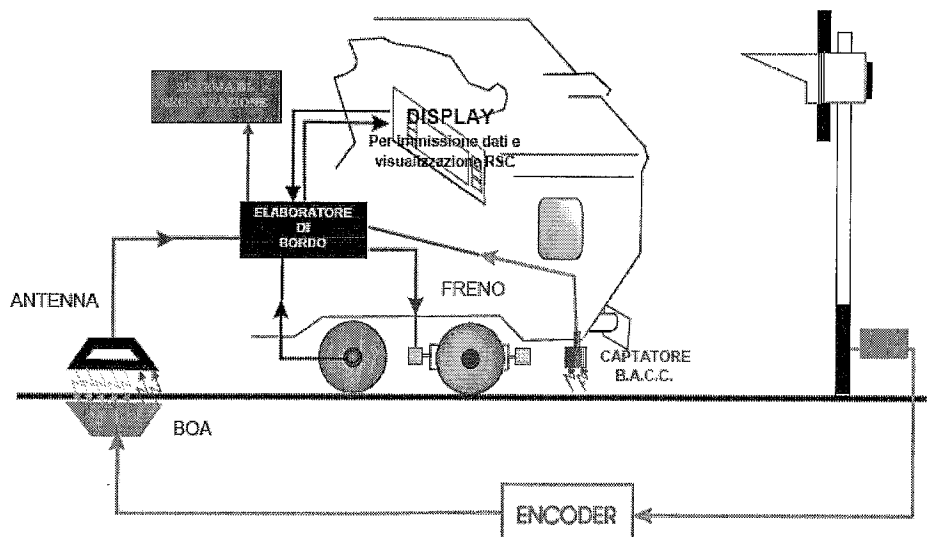 DISPLAY
Per immissione dati e
visualizzazione RSC
ELABORATORE
DI
BORDO
ANTENNA
FRENO
CAPTATORE
B.A.C.C.
BOA
ENCODER